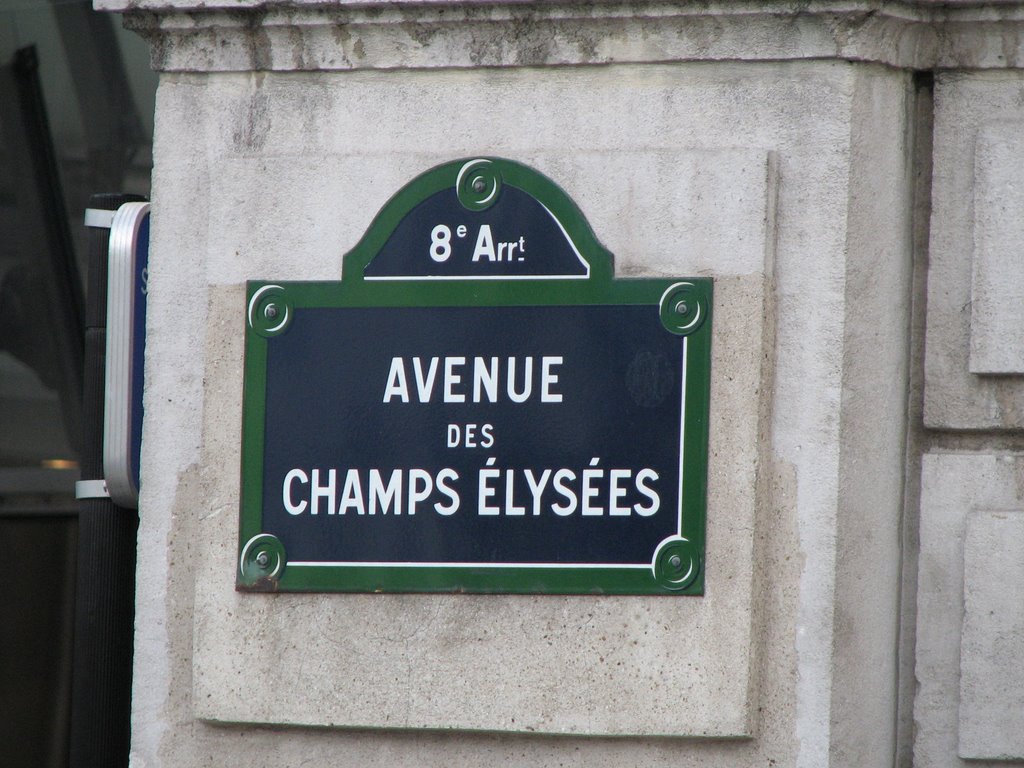 8e Arrt
AVENUE
DES
CHAMPS ÉLYSÉES